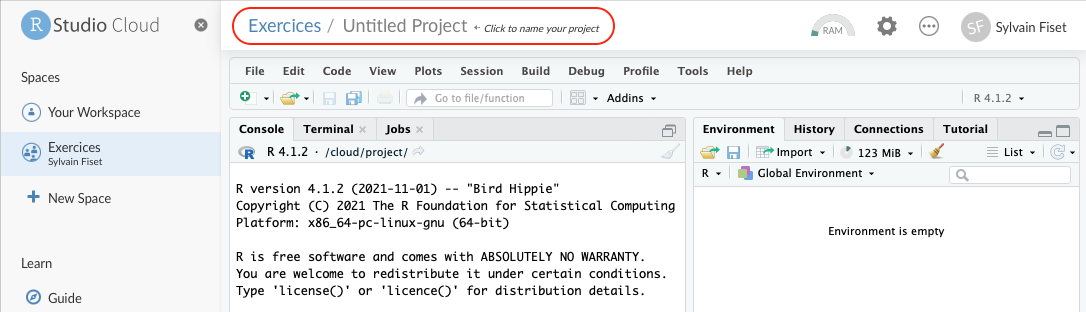 R Studio Cloud
Exercices / Untitled Project ← Click to name your project
RAM
SF Sylvain Fiset
Spaces
Your Workspace
Exercices
Sylvain Fiset
New Space
Learn
Guide
File Edit Code View Plots Session Build Debug Profile Tools Help
Go to file/function Addins R 4.1.2
Console Terminal Jobs
R R 4.1.2 · /cloud/project/
R version 4.1.2 (2021-11-01) -- "Bird Hippie"
Copyright (C) 2021 The R Foundation for Statistical Computing
Platform: x86_64-pc-linux-gnu (64-bit)
R is free software and comes with ABSOLUTELY NO WARRANTY.
You are welcome to redistribute it under certain conditions.
Type 'license()' or 'licence()' for distribution details.
Environment History Connections Tutorial
Import 123 MiB List
R Global Environment
Environment is empty